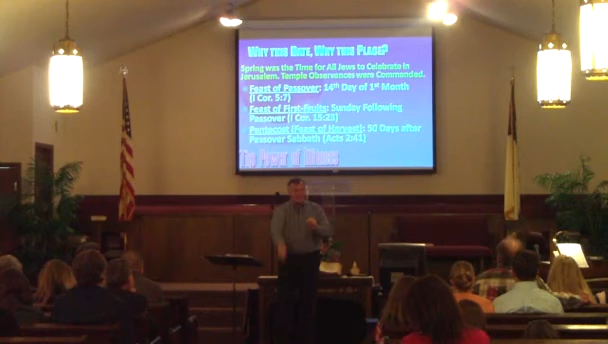 Why this Date, Why this Place?
Spring was the Time for All Jews to Celebrate in
Jerusalem. Temple Observances were Commanded.
Feast of Passover: 14th Day of 1st Month
(I Cor. 5:7)
Feast of First-Fruits: Sunday Following
Passover (I Cor. 15:23)
Pentecost (Feast of Harvest): 50 Days after
Passover Sabbath (Acts 2:41)
The Power of